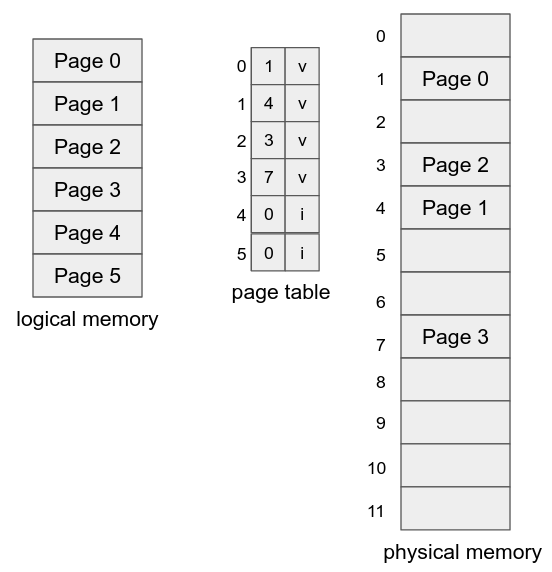 Page 0
Page 1
Page 2
Page 3
Page 4
Page 5
logical memory
0 1 v
1 4 v
2 3 v
3 7 v
4 0 i
5 0 i
page table
0
1 Page 0
2
3 Page 2
4 Page 1
5
6
7 Page 3
8
9
10
11
physical memory